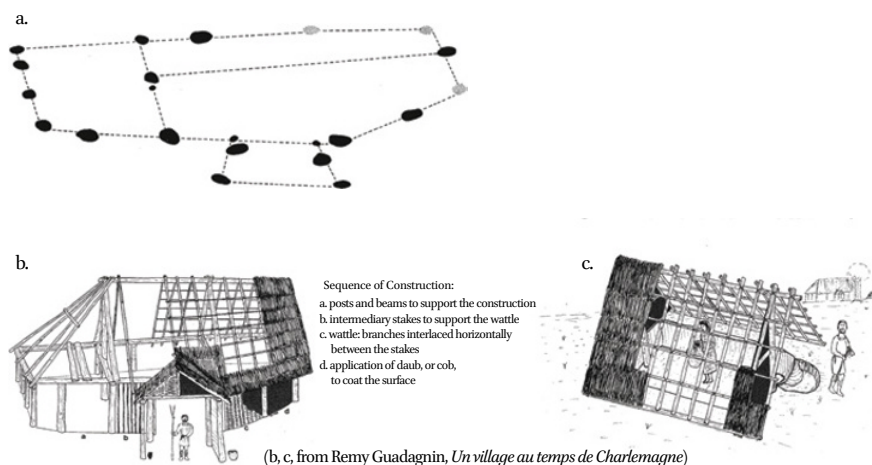 a.
b.
Sequence of Construction:
a. posts and beams to support the construction
b. intermediary stakes to support the wattle
c. wattle: branches interlaced horizontally
between the stakes
d. application of daub, or cob,
to coat the surface
c.
a
b
(b, c, from Remy Guadagnin, Un village au temps de Charlemagne)